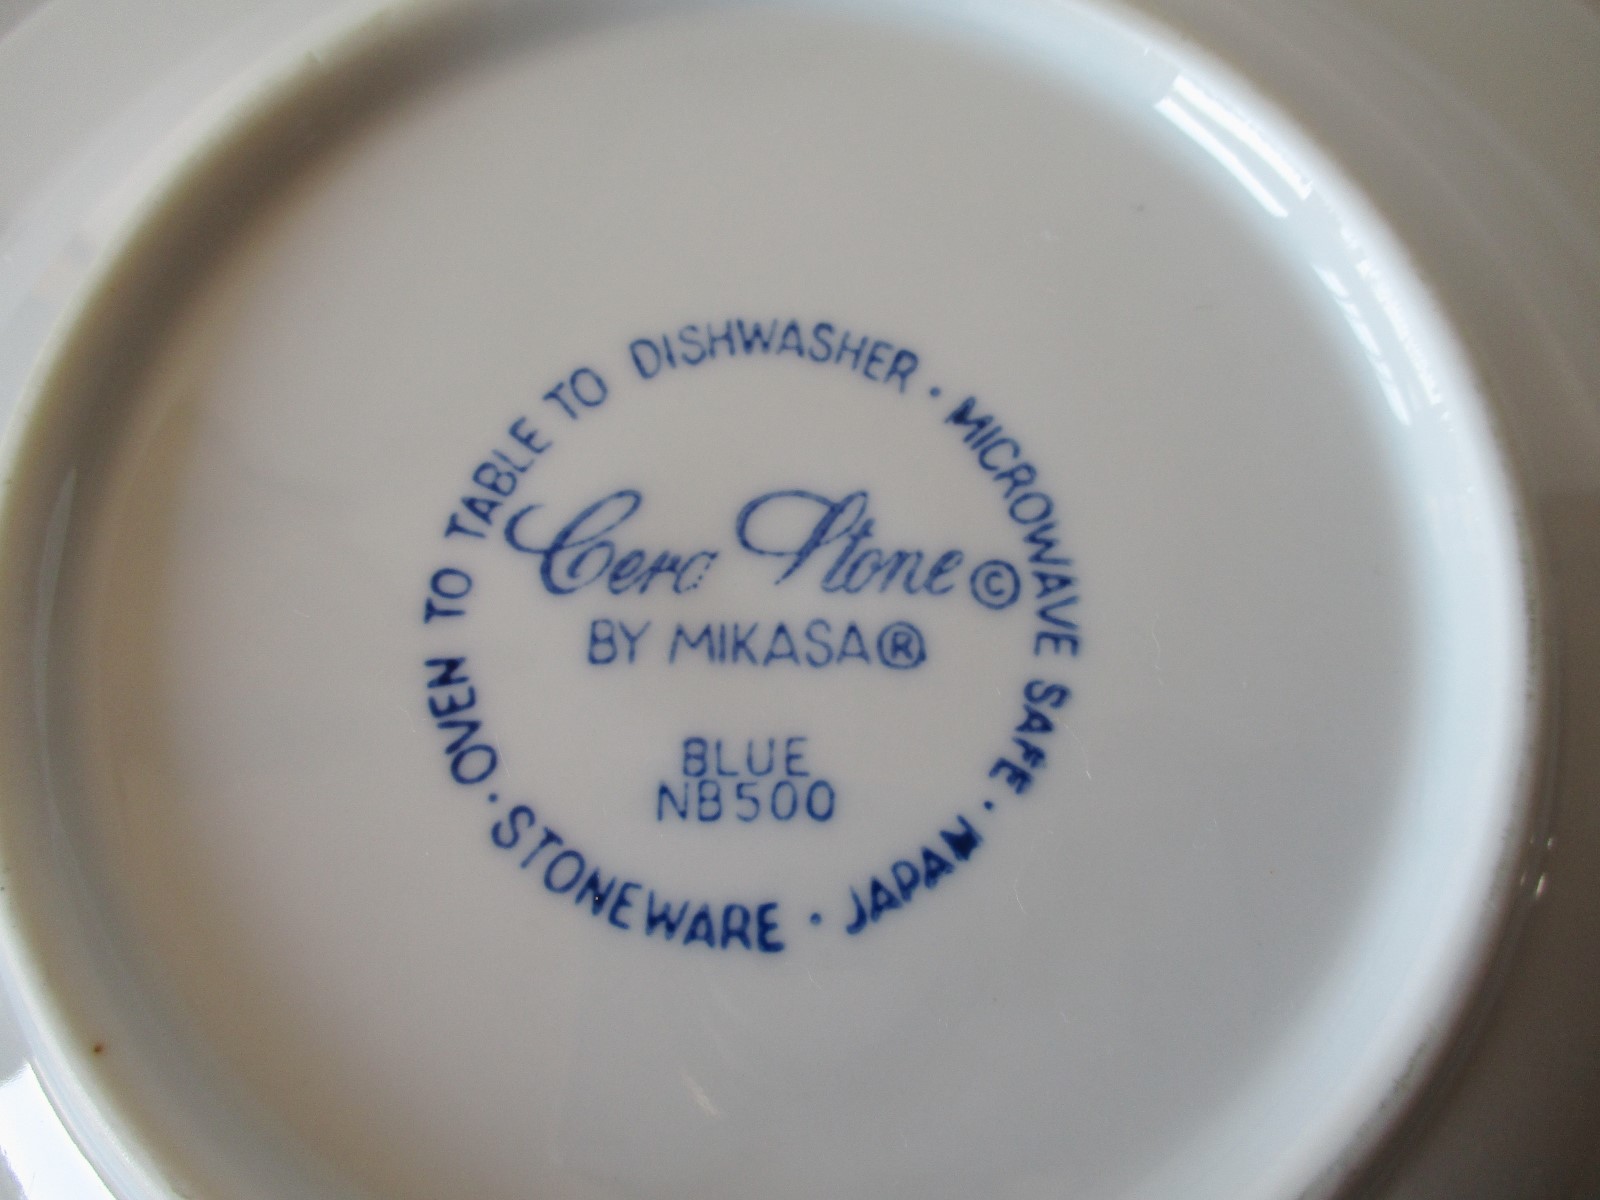 OVEN TO TABLE TO DISHWASHER · MICROWAVE SAFE · JAPAN · STONEWARE ·
Cera Stone ©
BY MIKASA®
BLUE
NB500